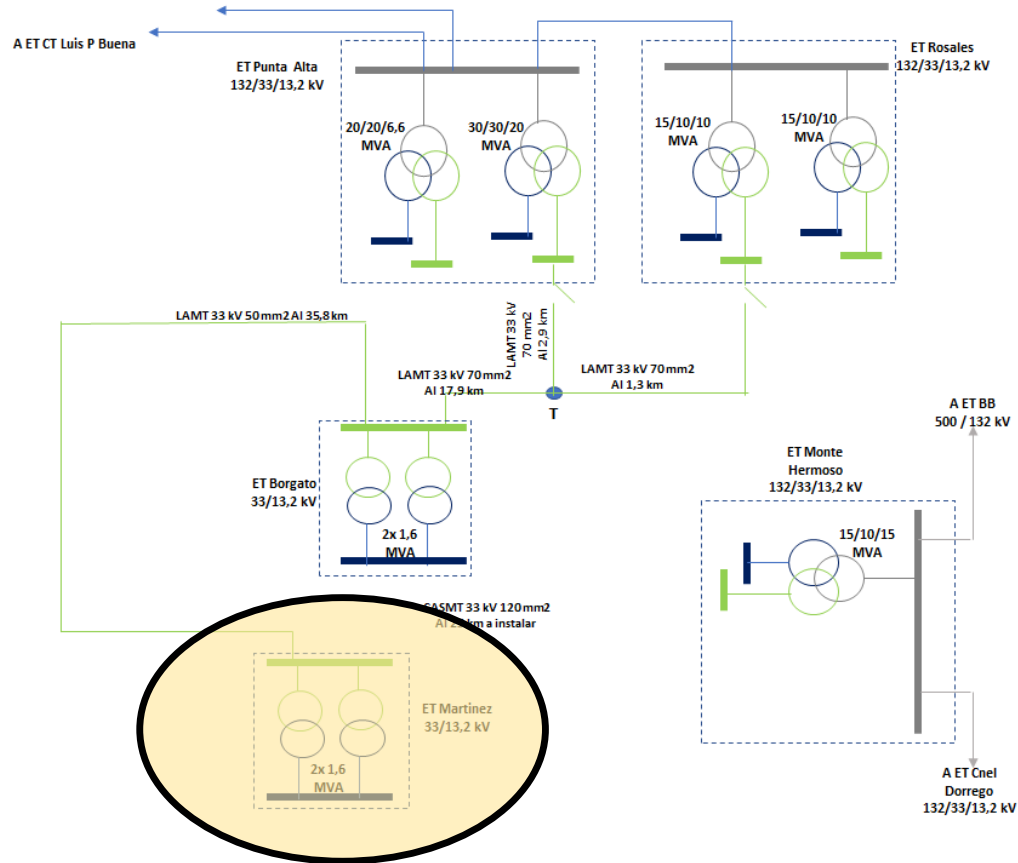 A ET CT Luis P Buena
ET Punta Alta
132/33/13,2 kV
ET Rosales
132/33/13,2 kV
20/20/6,6
MVA
30/30/20
MVA
15/10/10
MVA
15/10/10
MVA
LAMT 33 kV 50 mm2 Al 35,8 km
LAMT 33 kV
70 mm2
Al 2,9 km
LAMT 33 kV 70 mm2
Al 17,9 km
LAMT 33 kV 70 mm2
Al 1,3 km
T
A ET BB
500 / 132 kV
ET Borgato
33/13,2 kV
2x 1,6
MVA
ET Monte
Hermoso
132/33/13,2 kV
15/10/15
MVA
33 kV 120 mm2
Al km a instalar
ET Martinez
33/13,2 kV
2x 1,6
MVA
A ET Cnel
Dorrego
132/33/13,2 kV